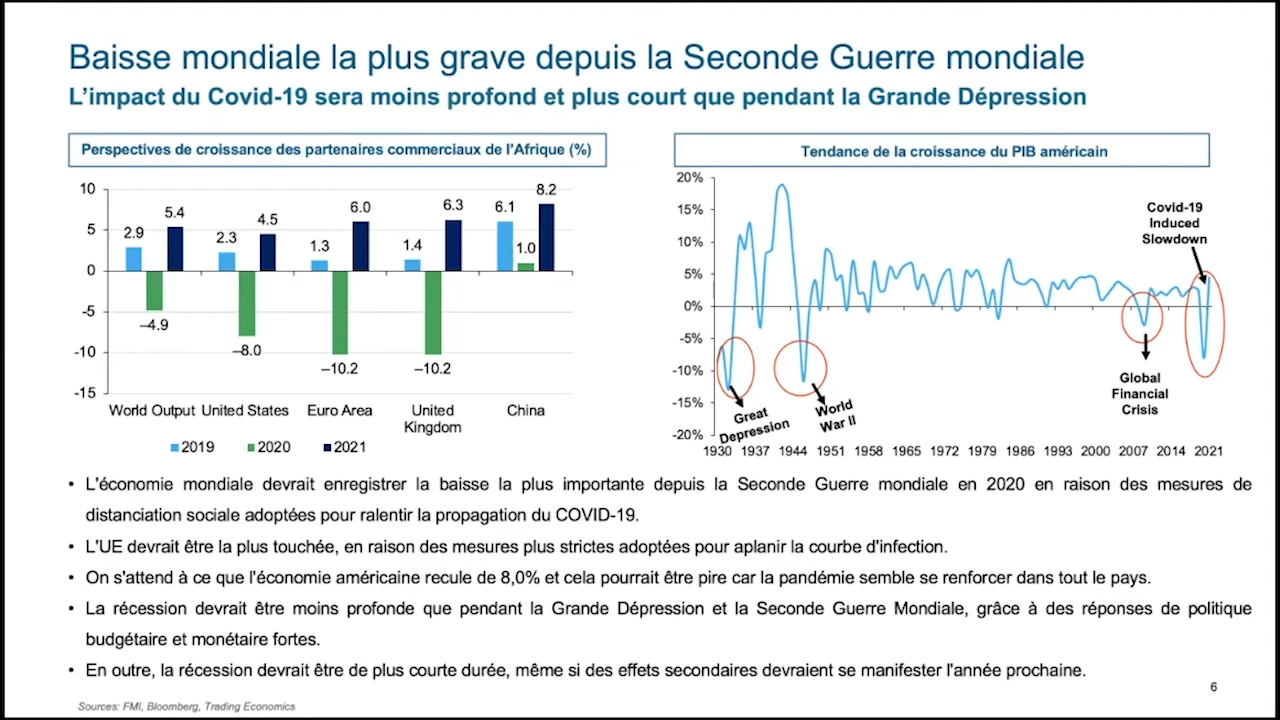 Baisse mondiale la plus grave depuis la Seconde Guerre mondiale
L'impact du Covid-19 sera moins profond et plus court que pendant la Grande Dépression
Perspectives de croissance des partenaires commerciaux de l'Afrique (%)
10
5
0
-5
-10
-15
2.9
5.4
–4.9
2.3
4.5
–8.0
1.3
6.0
–10.2
1.4
6.3
–10.2
6.1
1.0
8.2
World Output
United States
Euro Area
United
Kingdom
China
2019
2020
2021
Tendance de la croissance du PIB américain
20%
15%
10%
5%
0%
-5%
-10%
-15%
-20%
Great
Depression
World
War II
Global
Financial
Crisis
Covid-19
Induced
Slowdown
1930 1937 1944 1951 1958 1965 1972 1979 1986 1993 2000 2007 2014 2021
• L'économie mondiale devrait enregistrer la baisse la plus importante depuis la Seconde Guerre mondiale en 2020 en raison des mesures de
distanciation sociale adoptées pour ralentir la propagation du COVID-19.
• L'UE devrait être la plus touchée, en raison des mesures plus strictes adoptées pour aplanir la courbe d'infection.
• On s'attend à ce que l'économie américaine recule de 8,0% et cela pourrait être pire car la pandémie semble se renforcer dans tout le pays.
• La récession devrait être moins profonde que pendant la Grande Dépression et la Seconde Guerre Mondiale, grâce à des réponses de politique
budgétaire et monétaire fortes.
• En outre, la récession devrait être de plus courte durée, même si des effets secondaires devraient se manifester l'année prochaine.
6
Sources: FMI, Bloomberg, Trading Economics